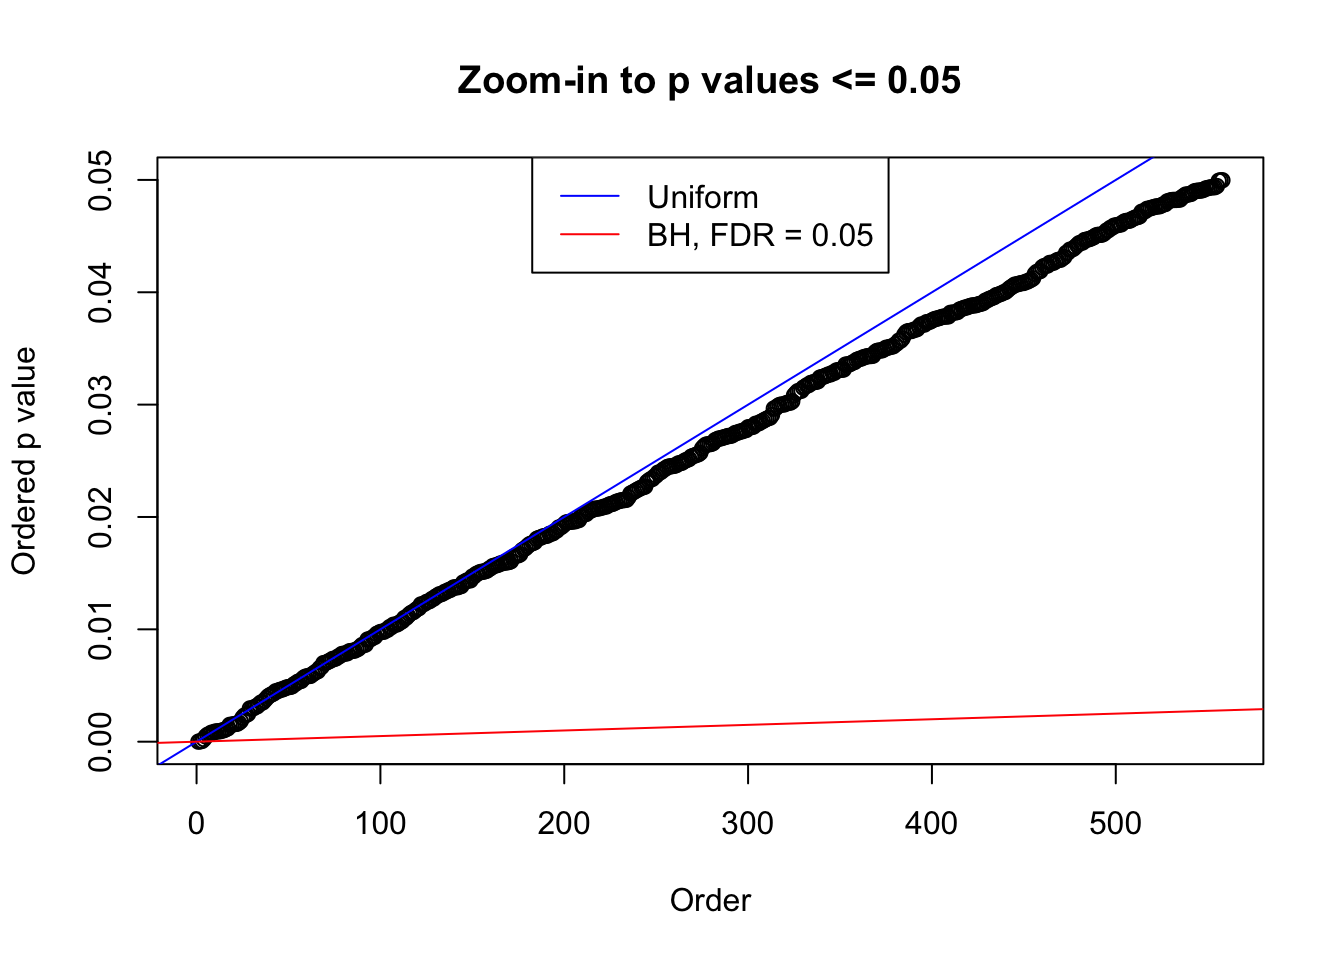 Zoom-in to p values <= 0.05
Uniform
BH, FDR = 0.05
Ordered p value
0.05
0.04
0.03
0.02
0.01
0.00
0 100 200 300 400 500
Order